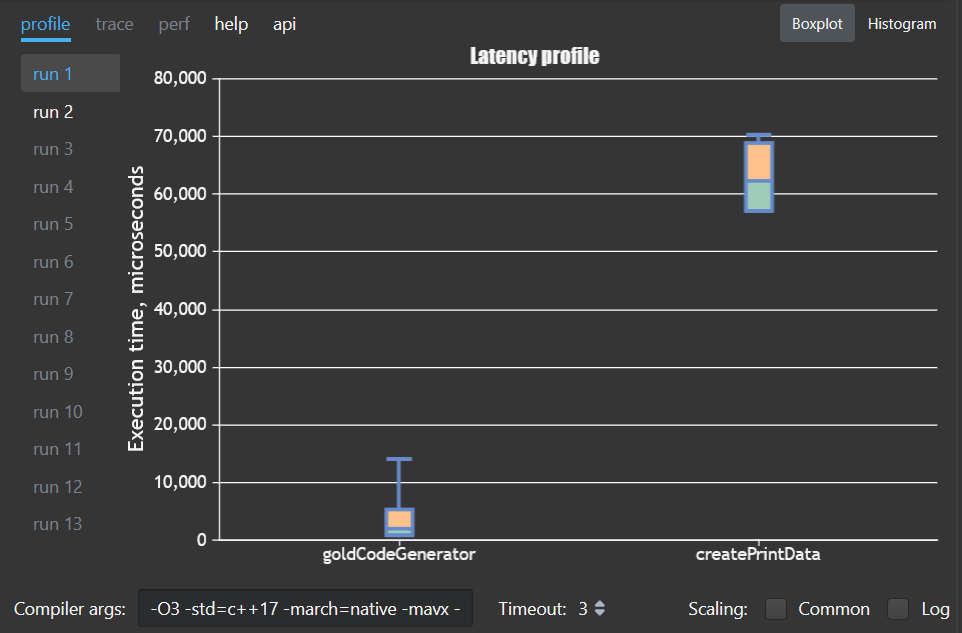 profile trace perf help api Boxplot Histogram
Latency profile
run 1
run 2
run 3
run 4
run 5
run 6
run 7
run 8
run 9
run 10
run 11
run 12
run 13
Execution time, microseconds
80,000
70,000
60,000
50,000
40,000
30,000
20,000
10,000
0
goldCodeGenerator createPrintData
Compiler args: -O3 -std=c++17 -march=native -mavx - Timeout: 3 Scaling: Common Log